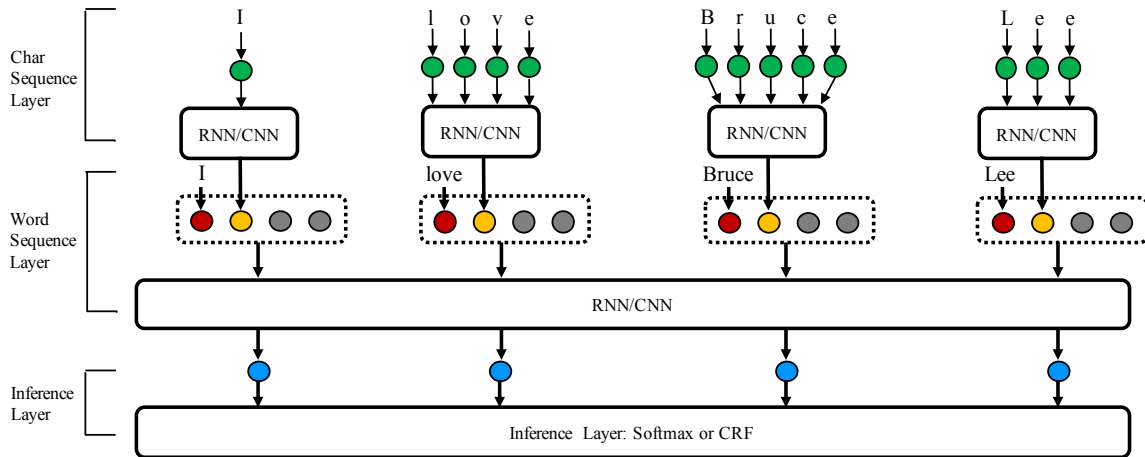 I l o v e B r u c e L e e
Char
Sequence
Layer
RNN/CNN RNN/CNN RNN/CNN RNN/CNN
I love Bruce Lee
Word
Sequence
Layer
RNN/CNN
Inference
Layer
Inference Layer: Softmax or CRF